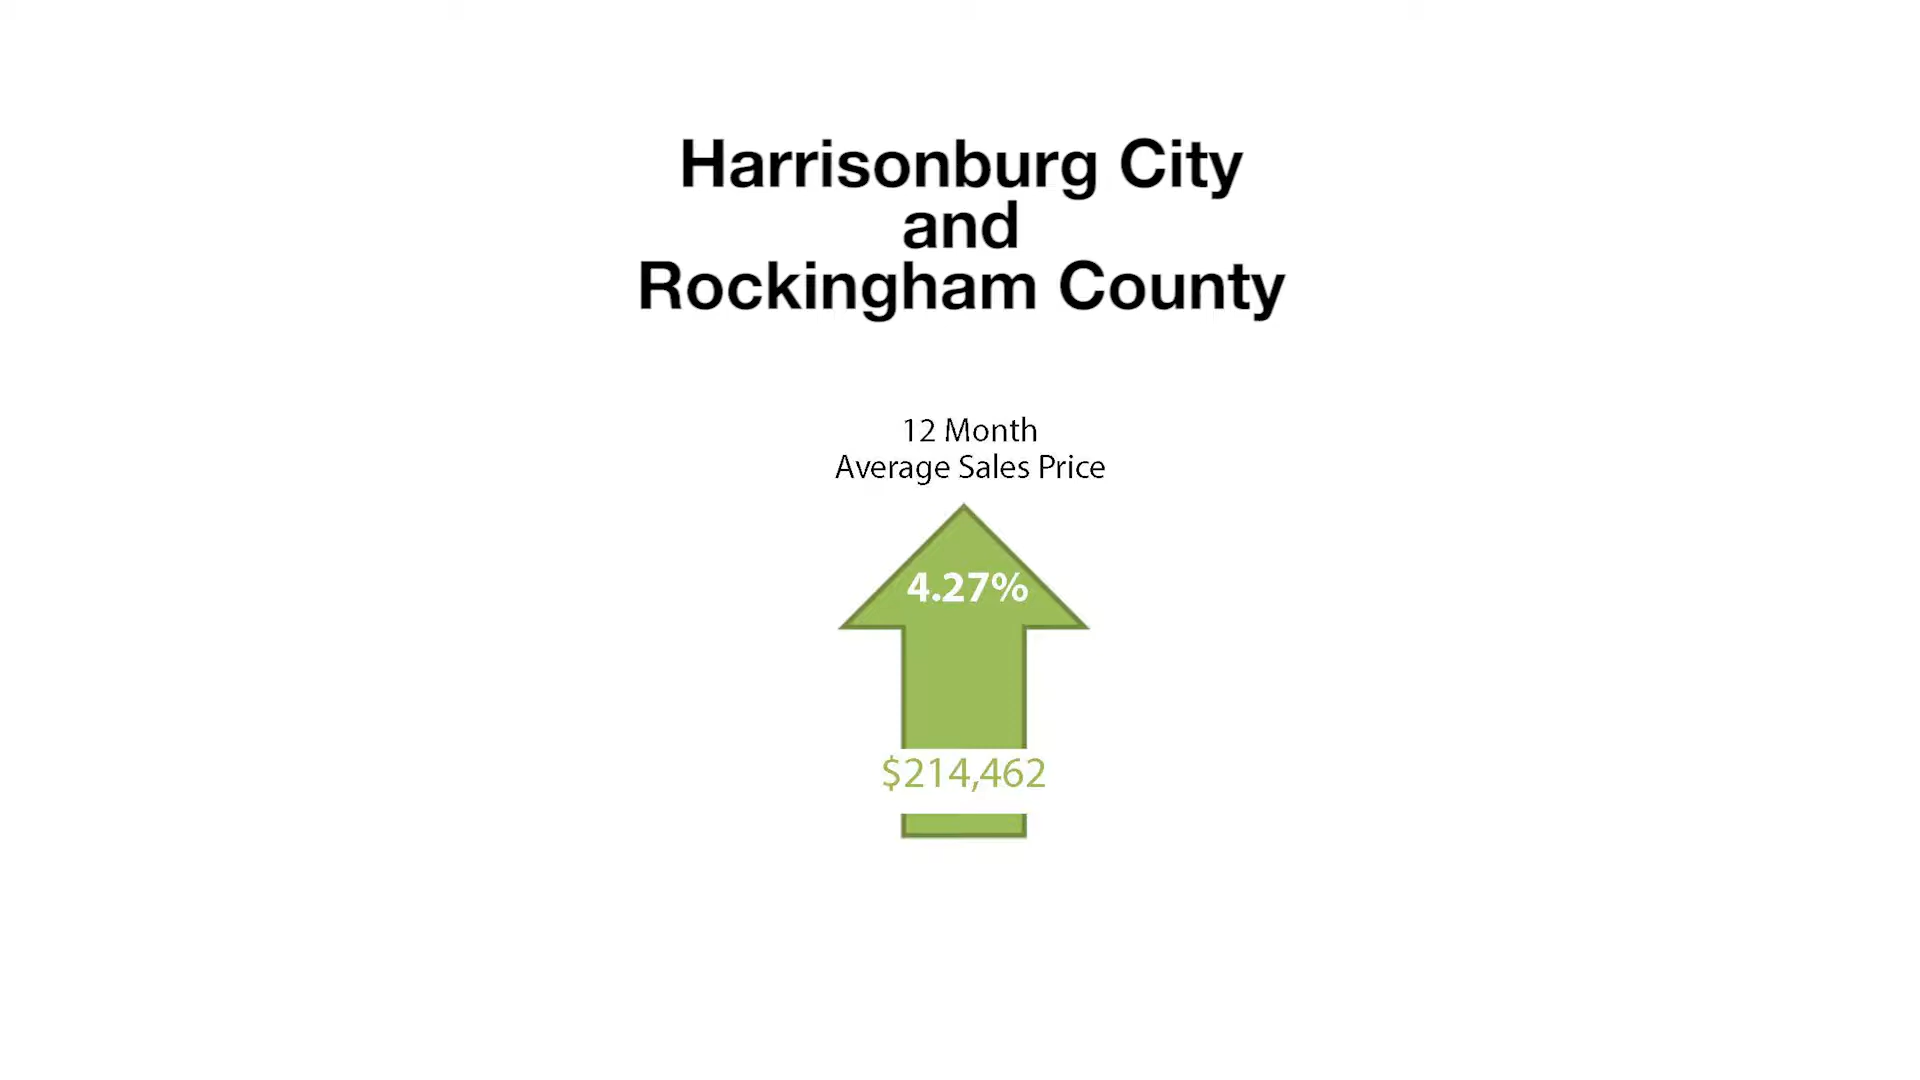 Harrisonburg City
and
Rockingham County
12 Month
Average Sales Price
4.27%
$214,462